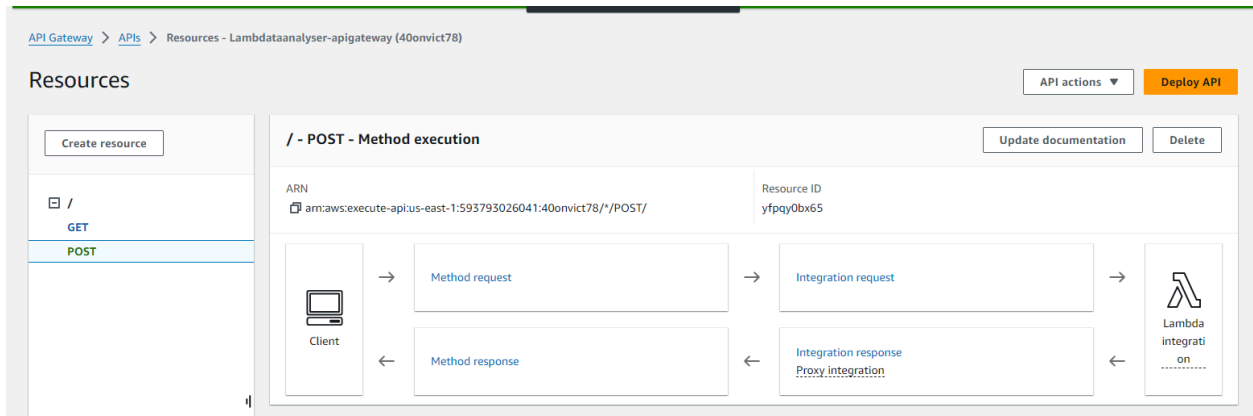 API Gateway > APIs > Resources - Lambdataanalyser-apigateway (40onvict78)
Resources
API actions ▼
Deploy API
Create resource
/
GET
POST
/ - POST - Method execution
Update documentation
Delete
ARN
arn:aws:execute-api:us-east-1:593793026041:40onvict78/*/POST/
Resource ID
yfpqy0bx65
Client
Method request
Integration request
Method response
Integration response
Proxy integration
Lambda
integrati
on